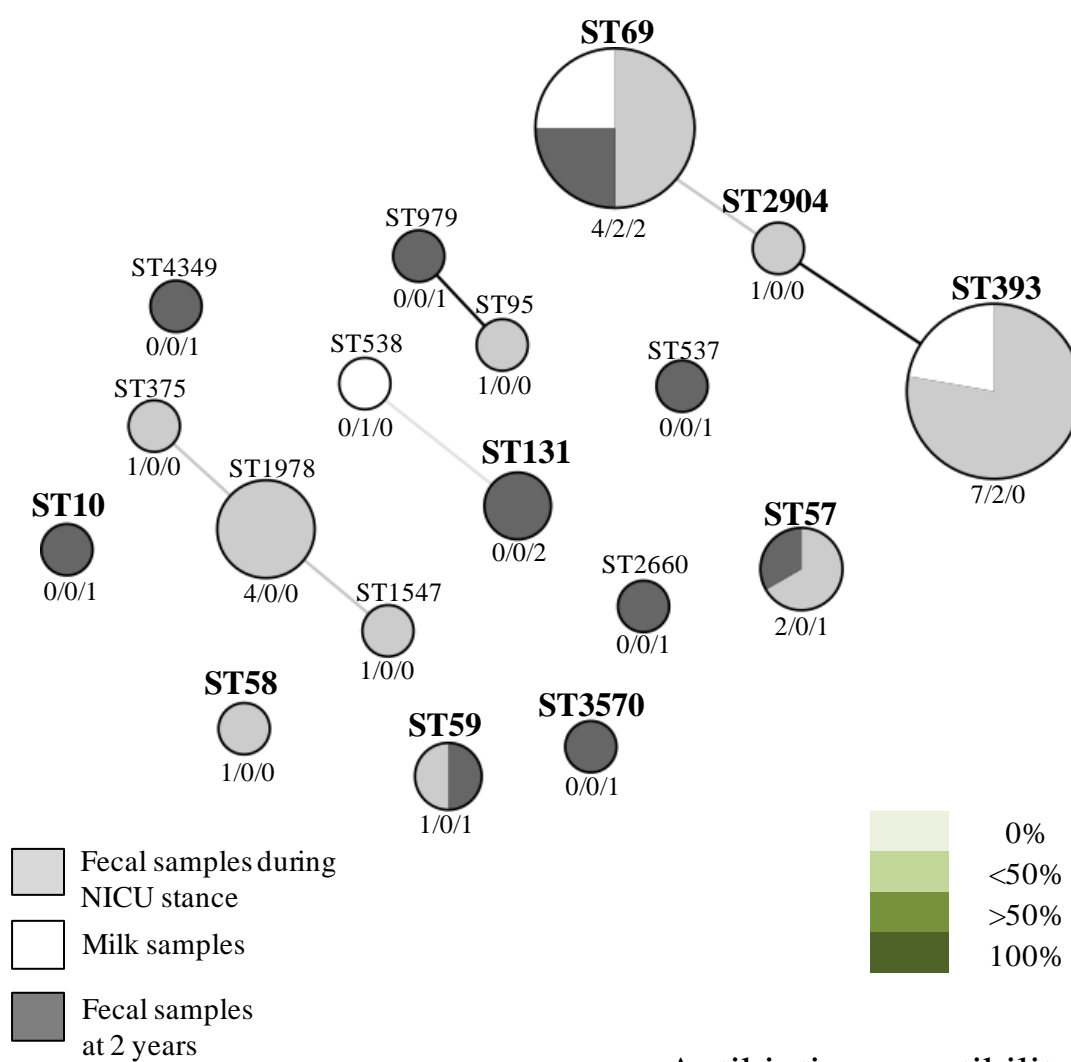 ST69
4/2/2
ST2904
1/0/0
ST979
0/0/1
ST4349
0/0/1
ST95
1/0/0
ST393
7/2/0
ST538
0/1/0
ST537
0/0/1
ST375
1/0/0
ST1978
4/0/0
ST131
0/0/2
ST10
0/0/1
ST57
2/0/1
ST2660
0/0/1
ST1547
1/0/0
ST58
1/0/0
ST59
1/0/1
ST3570
0/0/1
Fecal samples during
NICU stance
Milk samples
Fecal samples
at 2 years
0%
<50%
>50%
100%